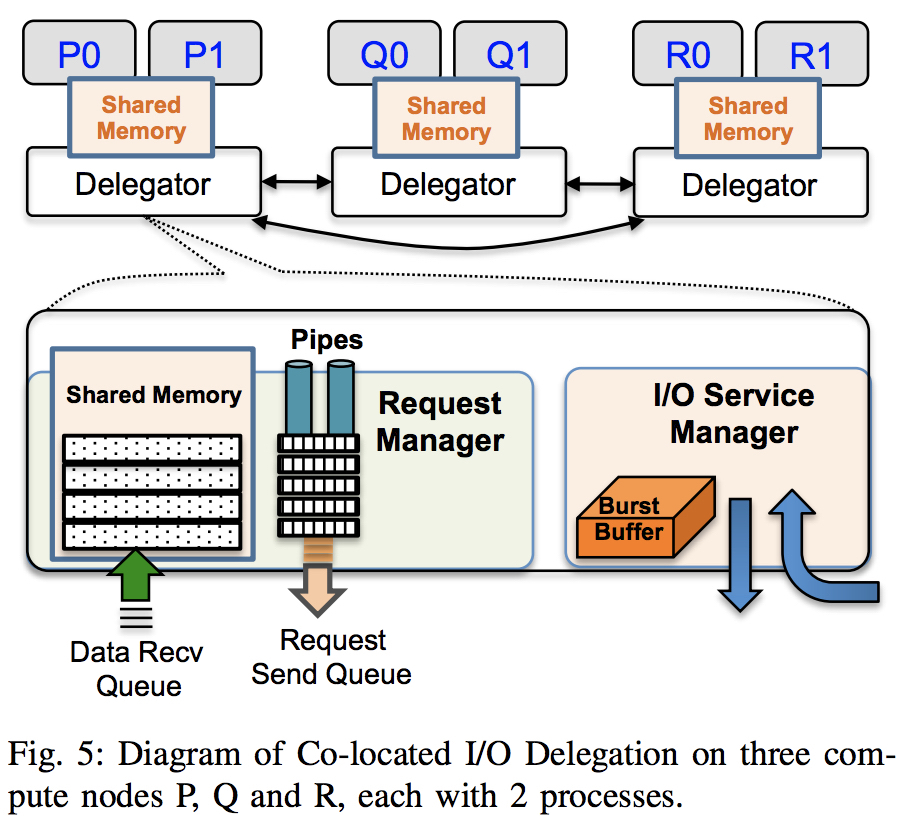 P0 P1 Q0 Q1 R0 R1
Shared Memory
Shared Memory
Shared Memory
Delegator Delegator Delegator
Pipes
Shared Memory
Request
Manager
I/O Service
Manager
Burst
Buffer
Data Recv
Queue
Request
Send Queue
Fig. 5: Diagram of Co-located I/O Delegation on three com-
pute nodes P, Q and R, each with 2 processes.